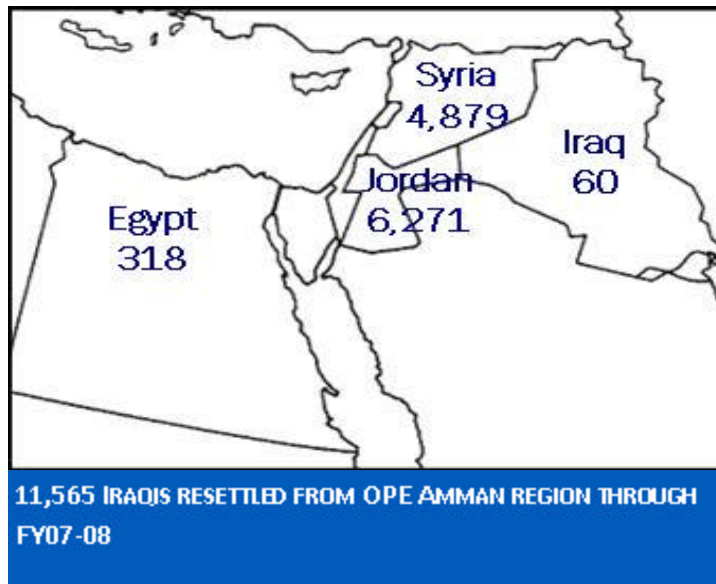 Syria
4,879
Iraq
60
Jordan
6,271
Egypt
318
11,565 IRAQIS RESETTLED FROM OPE AMMAN REGION THROUGH
FY07-08